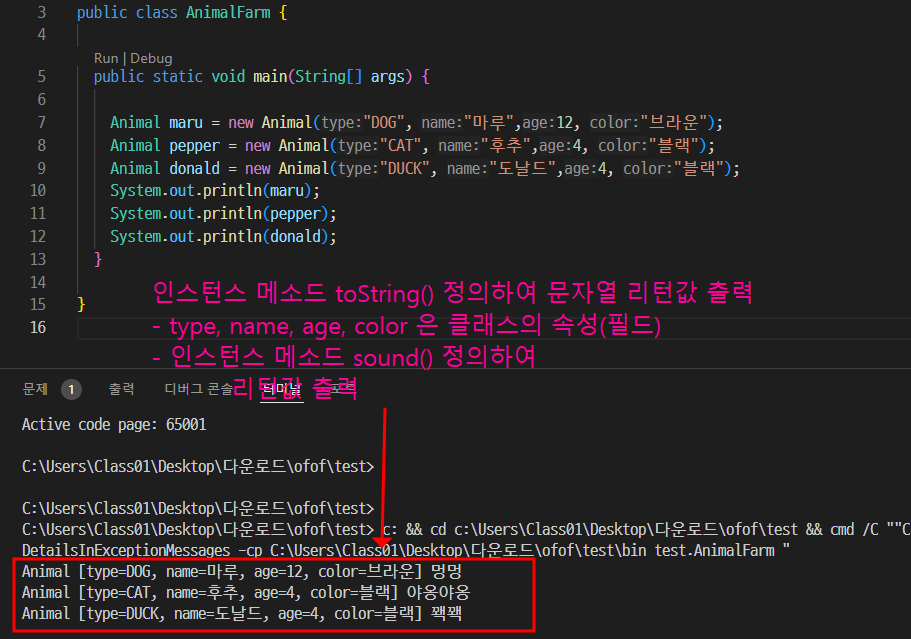 3 public class AnimalFarm {
4
Run | Debug
5 public static void main(String[] args) {
6
7 Animal maru = new Animal(type:"DOG", name:"마루",age:12, color:"브라운");
8 Animal pepper = new Animal(type:"CAT", name:"후추",age:4, color:"블랙");
9 Animal donald = new Animal(type:"DUCK", name:"도날드",age:4, color:"블랙");
10 System.out.println(maru);
11 System.out.println(pepper);
12 System.out.println(donald);
13 }
14
인스턴스 메소드 toString() 정의하여 문자열 리턴값 출력
15 }
- type, name, age, color 은 클래스의 속성(필드)
16
- 인스턴스 메소드 sound() 정의하여
리턴값 출력
문제 1 출력 디버그 콘솔 터미널 포트
Active code page: 65001
C:\Users\Class01\Desktop\다운로드\ofof\test>
C:\Users\Class01\Desktop\다운로드\ofof\test>
C:\Users\Class01\Desktop\다운로드\ofof\test> c: && cd c:\Users\Class01\Desktop\다운로드\ofof\test && cmd /C ""C
DetailsInExceptionMessages -cp C:\Users\Class01\Desktop\다운로드\ofof\test\bin test.AnimalFarm "
Animal [type=DOG, name=마루, age=12, color=브라운] 멍멍
Animal [type=CAT, name=후추, age=4, color=블랙] 야옹야옹
Animal [type=DUCK, name=도날드, age=4, color=블랙] 꽥꽥